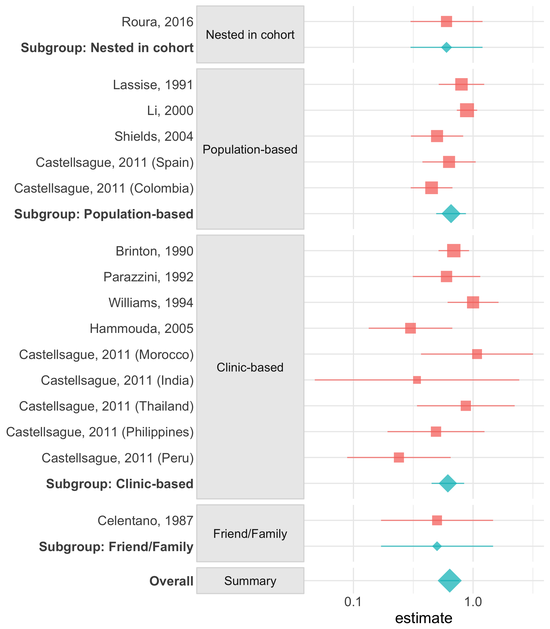 Roura, 2016
Subgroup: Nested in cohort
Nested in cohort
Lassise, 1991
Li, 2000
Shields, 2004
Castellsague, 2011 (Spain)
Castellsague, 2011 (Colombia)
Subgroup: Population-based
Population-based
Brinton, 1990
Parazzini, 1992
Williams, 1994
Hammouda, 2005
Castellsague, 2011 (Morocco)
Castellsague, 2011 (India)
Castellsague, 2011 (Thailand)
Castellsague, 2011 (Philippines)
Castellsague, 2011 (Peru)
Subgroup: Clinic-based
Clinic-based
Celentano, 1987
Subgroup: Friend/Family
Friend/Family
Overall
Summary
0.1 1.0
estimate